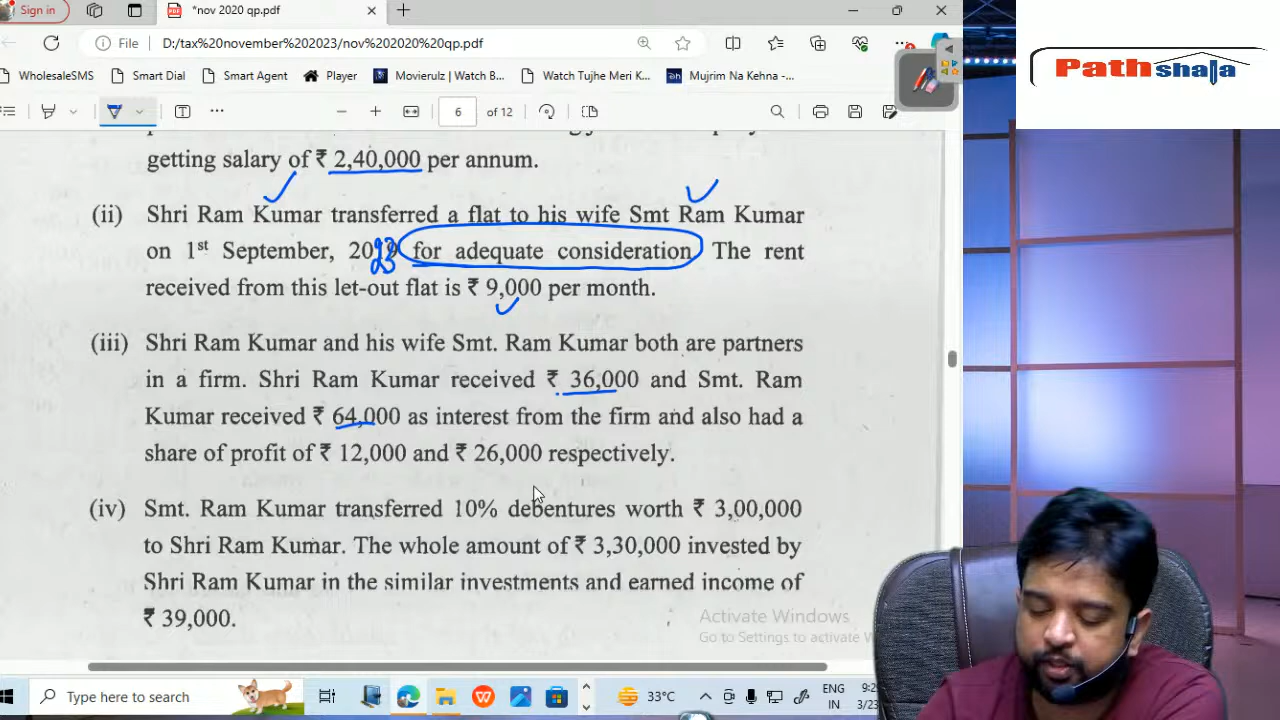 Sign in
*nov 2020 qp.pdf
File D:/tax%20november%202023/nov%202020%20qp.pdf
WholesaleSMS Smart Dial Smart Agent Player Movierulz | Watch B... Watch Tujhe Meri K... Mujrim Na Kehna -...
6 of 12
Path shala
getting salary of ₹ 2,40,000 per annum.
(ii) Shri Ram Kumar transferred a flat to his wife Smt Ram Kumar
on 1st September, 2023 for adequate consideration The rent
received from this let-out flat is ₹ 9,000 per month.
(iii) Shri Ram Kumar and his wife Smt. Ram Kumar both are partners
in a firm. Shri Ram Kumar received ₹ 36,000 and Smt. Ram
Kumar received ₹ 64,000 as interest from the firm and also had a
share of profit of ₹ 12,000 and ₹ 26,000 respectively.
(iv) Smt. Ram Kumar transferred 10% debentures worth ₹ 3,00,000
to Shri Ram Kumar. The whole amount of ₹ 3,30,000 invested by
Shri Ram Kumar in the similar investments and earned income of
₹ 39,000.
Activate Windows
Go to Settings to activate
Type here to search
33°C
ENG
IN